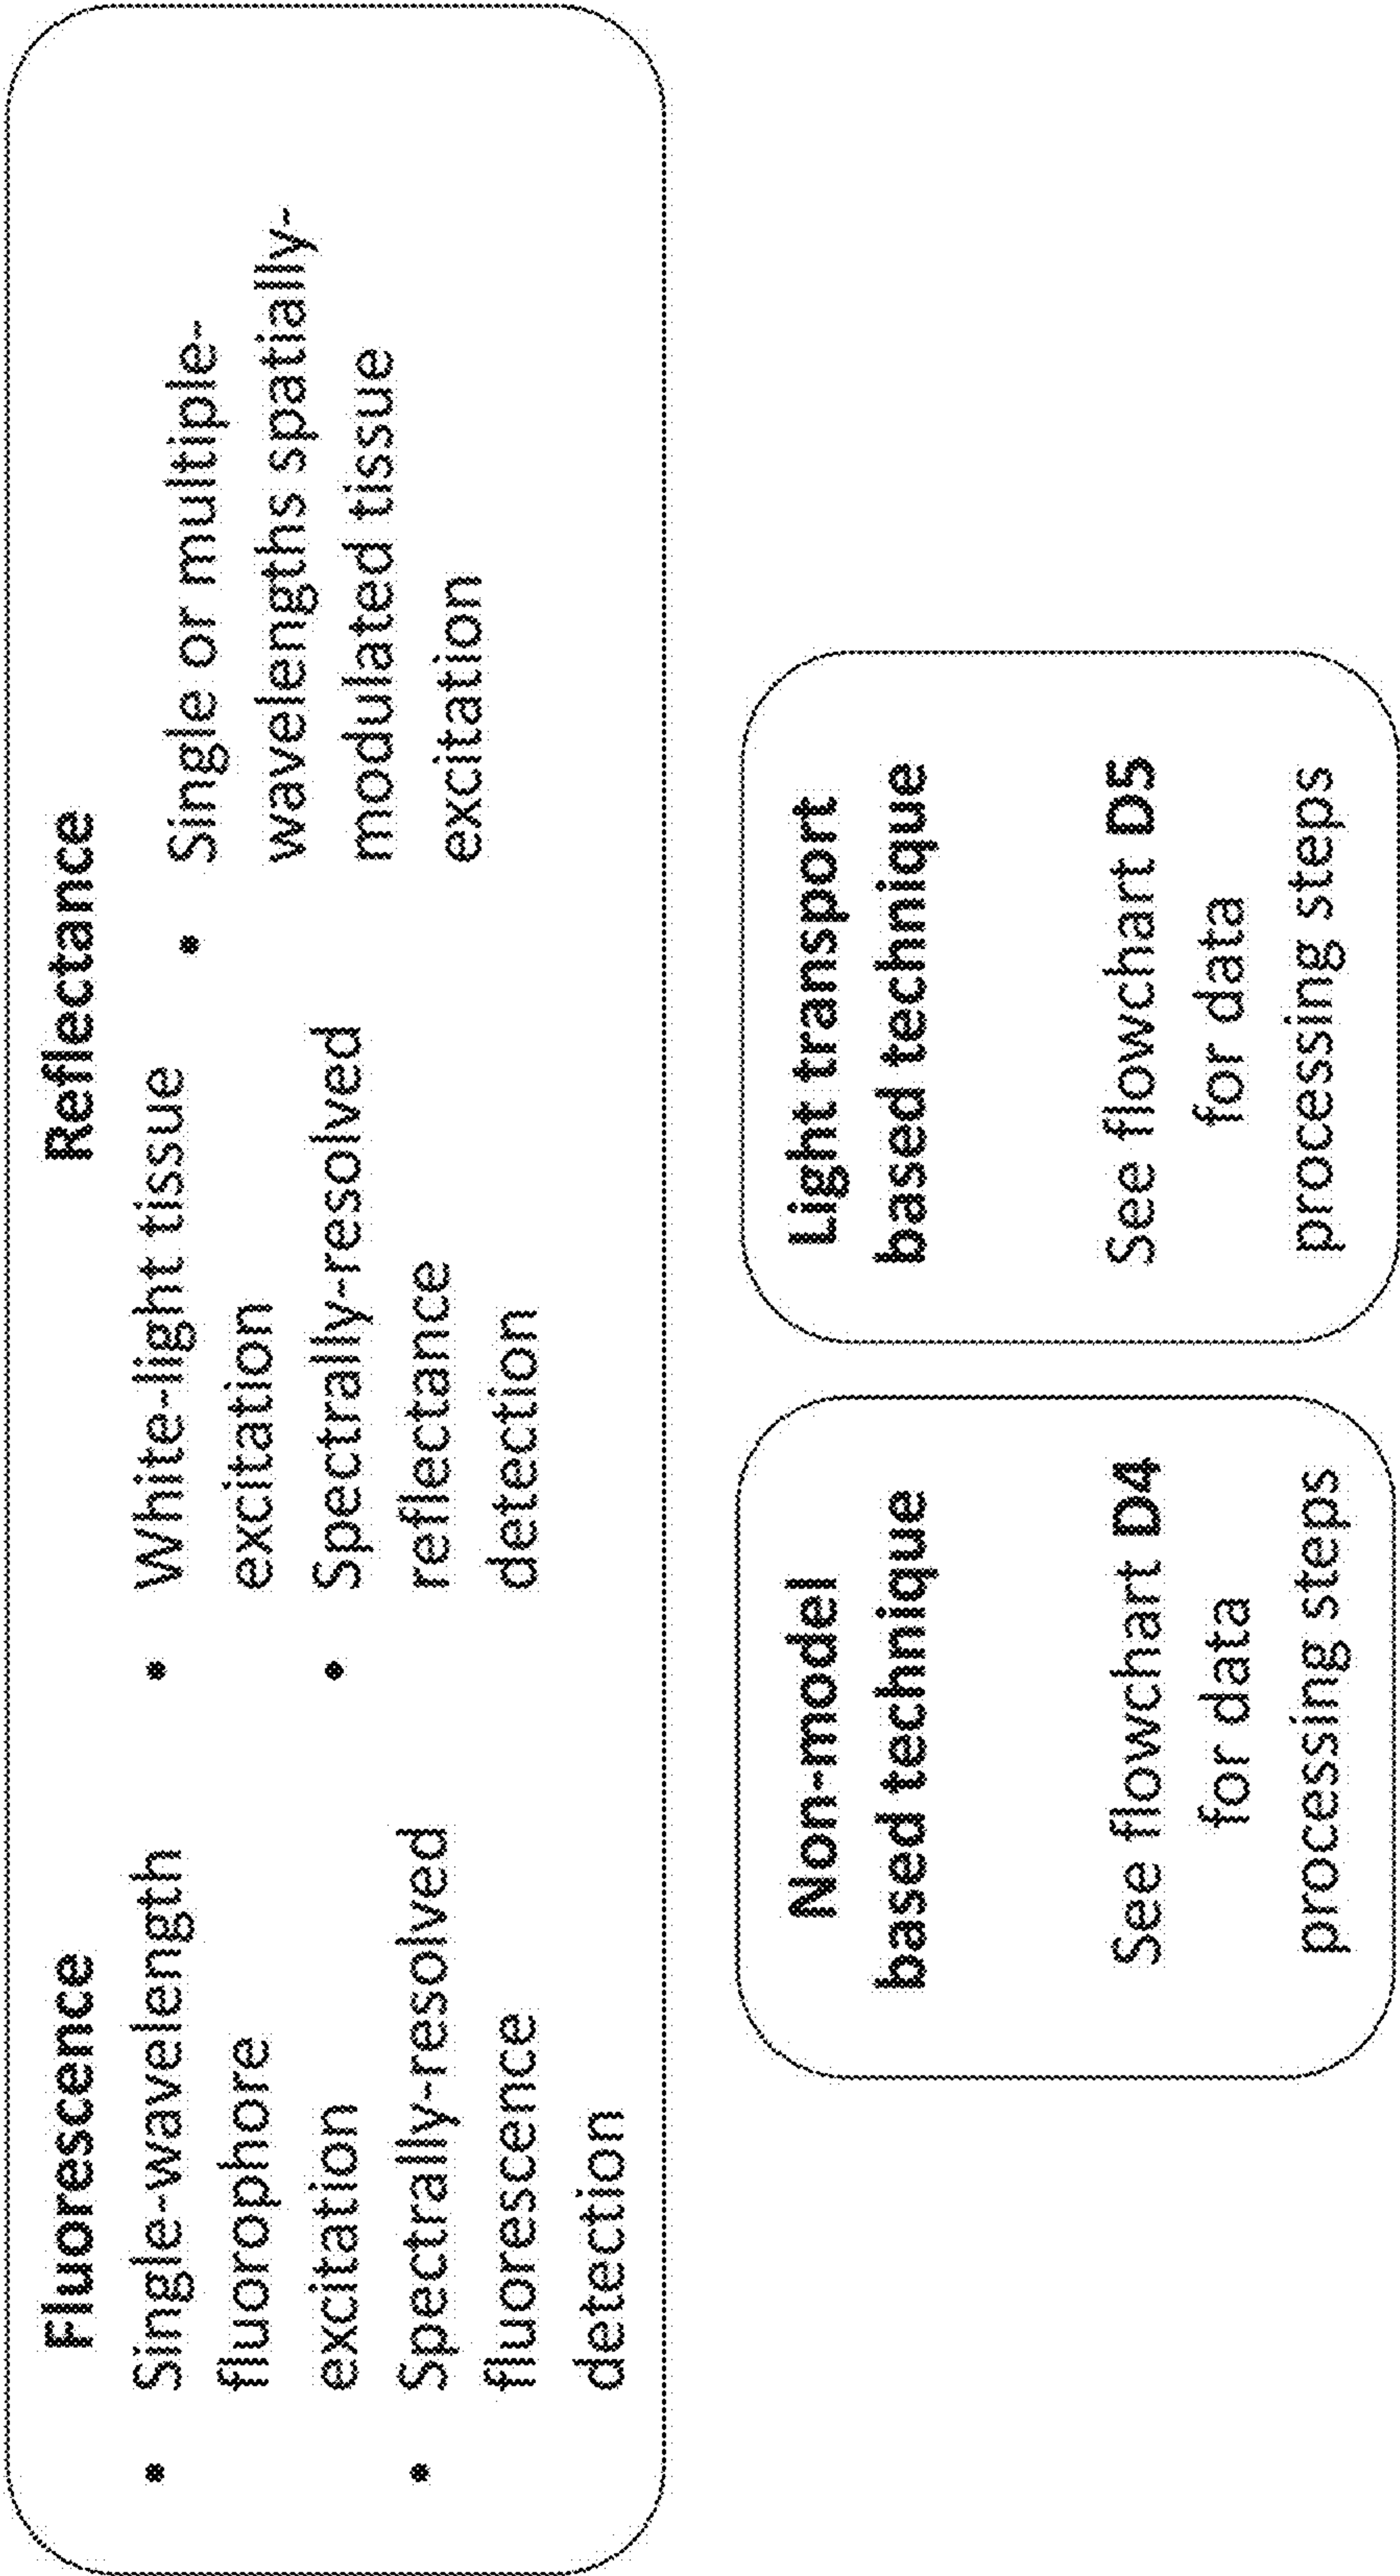 Fluorescence
• Single-wavelength
fluorophore
excitation
• Spectrally-resolved
fluorescence
detection
Reflectance
• White-light tissue
excitation
• Spectrally-resolved
reflectance
detection
• Single or multiple-
wavelengths spatially-
modulated tissue
excitation
Non-model
based technique
See flowchart D4
for data
processing steps
Light transport
based technique
See flowchart D5
for data
processing steps